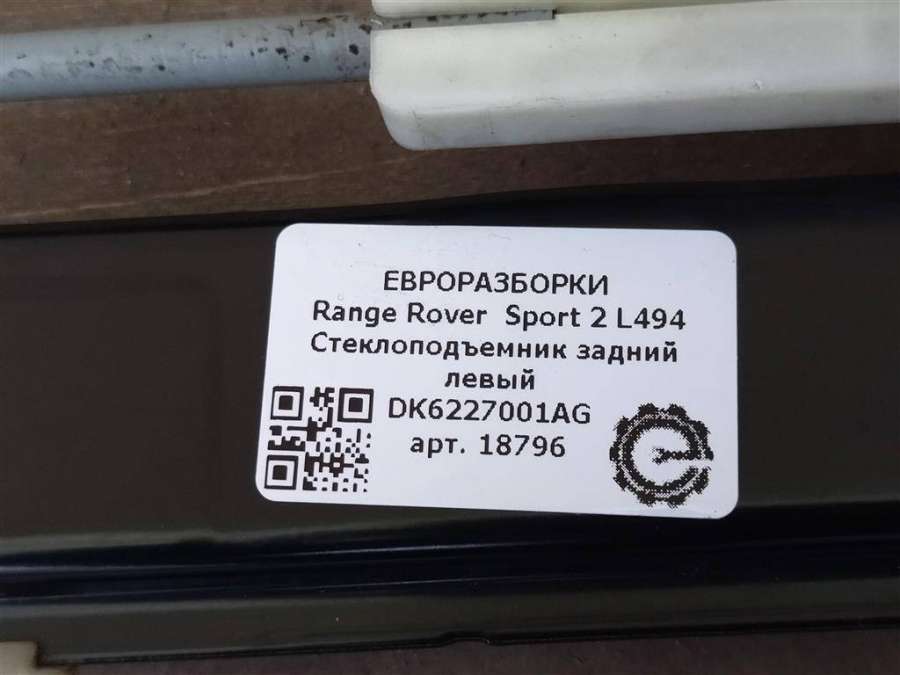 ЕВРОРАЗБОРКИ
Range Rover Sport 2 L494
Стеклоподъемник задний
левый
DK6227001AG
арт. 18796